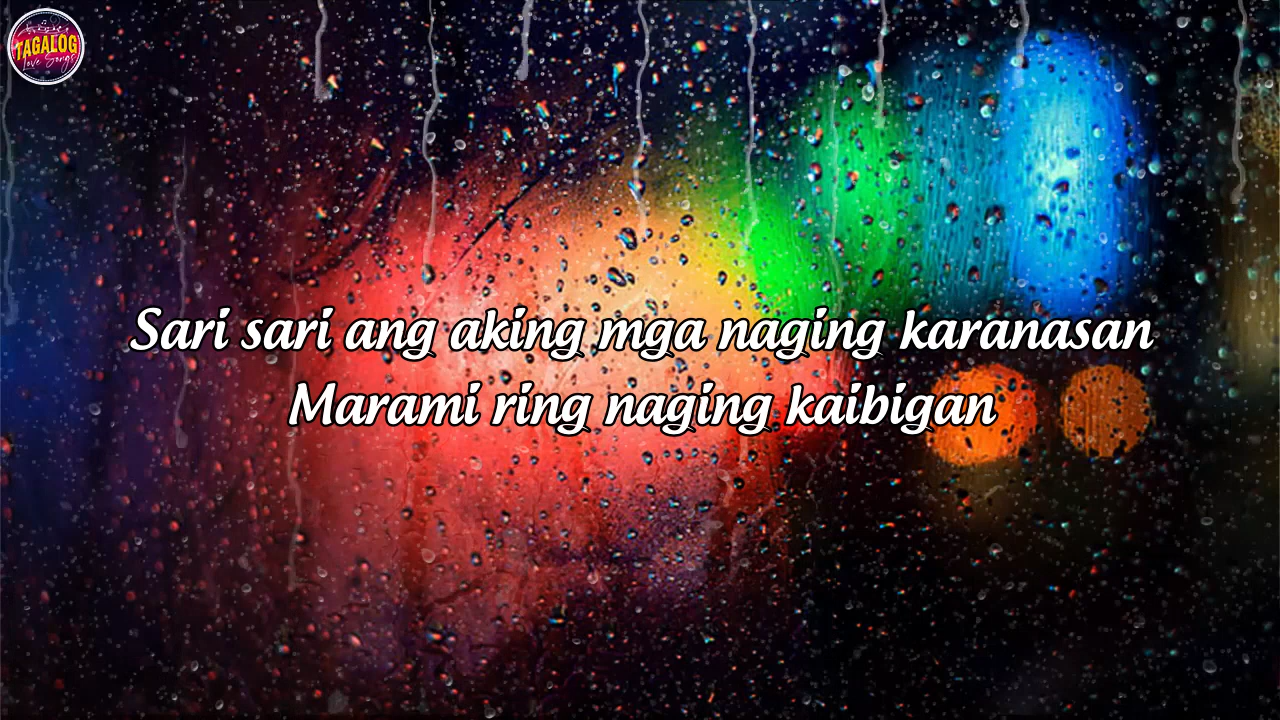 TAGALOG
Love Songs
Sari sari ang aking mga naging karanasan
Marami ring naging kaibigan